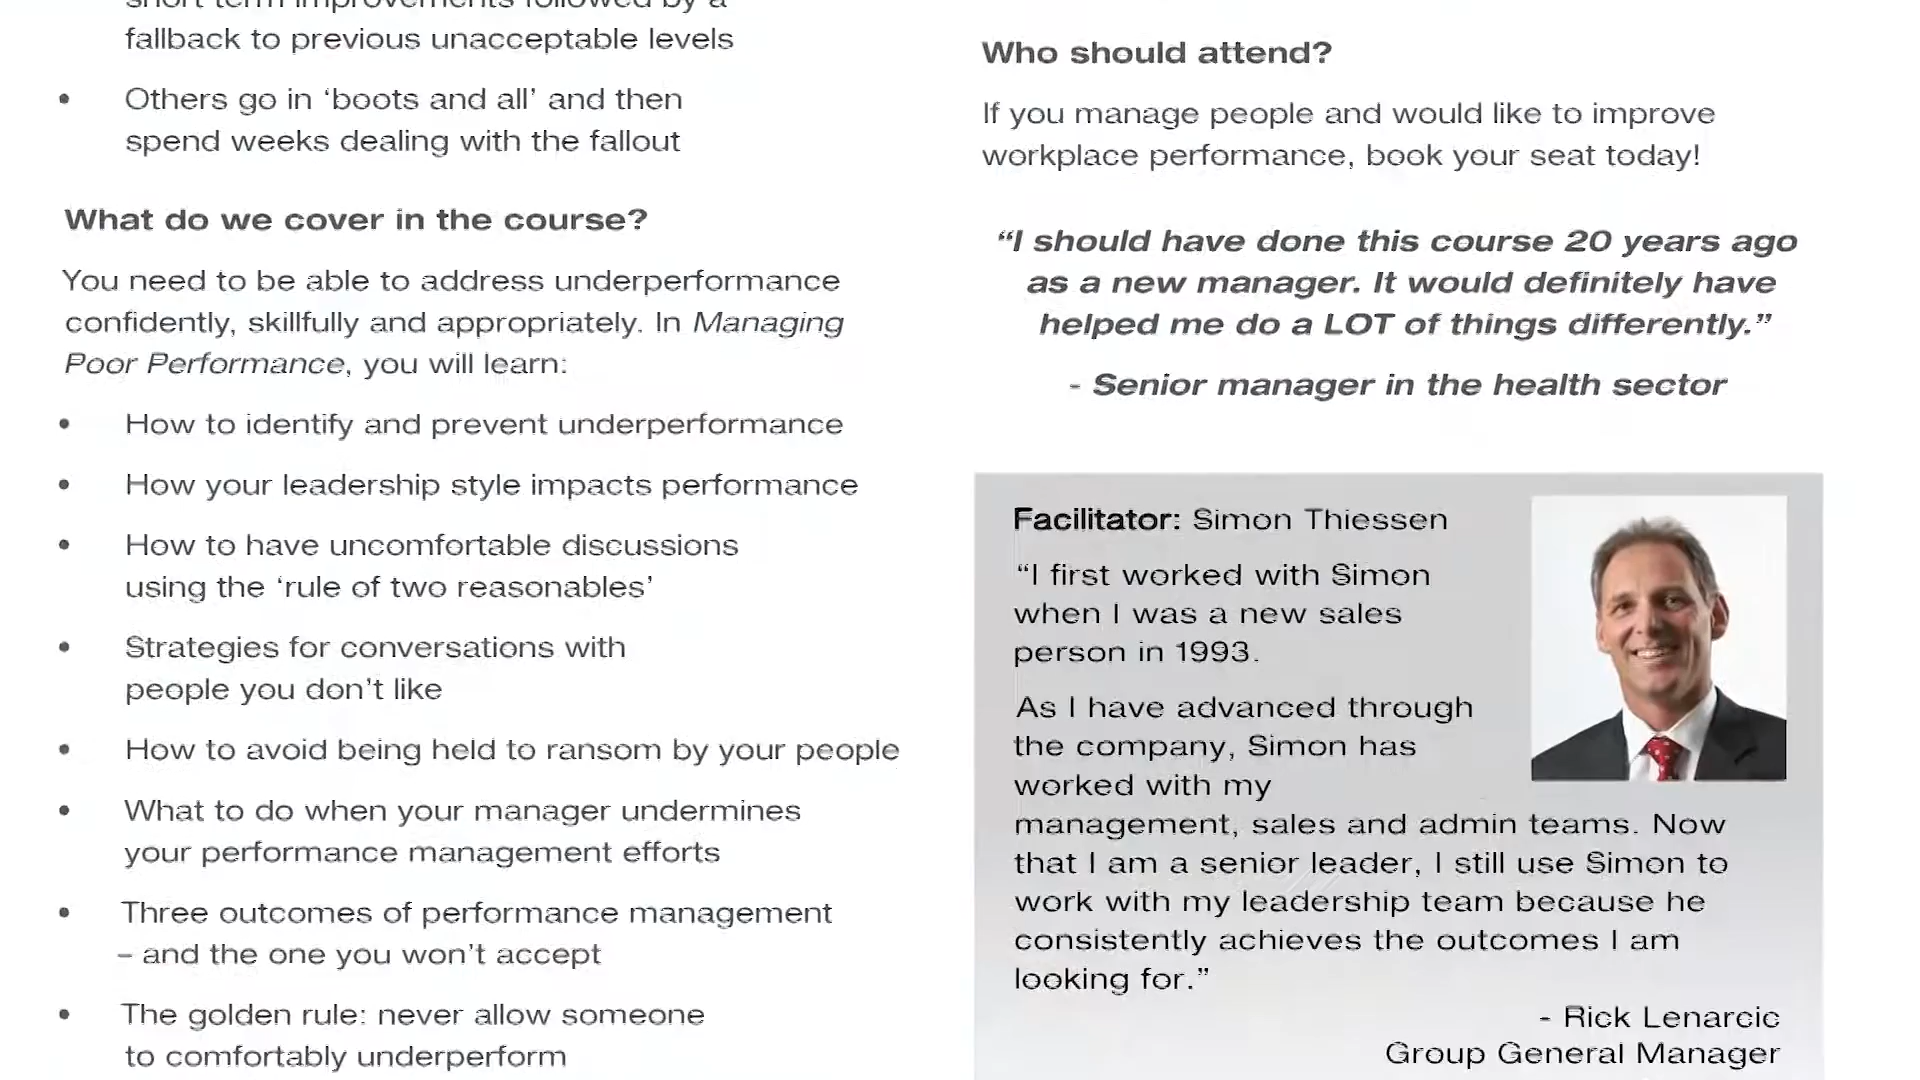 short term improvements followed by a
fallback to previous unacceptable levels
• Others go in ‘boots and all’ and then
spend weeks dealing with the fallout
What do we cover in the course?
You need to be able to address underperformance
confidently, skillfully and appropriately. In Managing
Poor Performance, you will learn:
• How to identify and prevent underperformance
• How your leadership style impacts performance
• How to have uncomfortable discussions
using the ‘rule of two reasonables’
• Strategies for conversations with
people you don’t like
• How to avoid being held to ransom by your people
• What to do when your manager undermines
your performance management efforts
• Three outcomes of performance management
– and the one you won’t accept
• The golden rule: never allow someone
to comfortably underperform
Who should attend?
If you manage people and would like to improve
workplace performance, book your seat today!
“I should have done this course 20 years ago
as a new manager. It would definitely have
helped me do a LOT of things differently.”
- Senior manager in the health sector
Facilitator: Simon Thiessen
“I first worked with Simon
when I was a new sales
person in 1993.
As I have advanced through
the company, Simon has
worked with my
management, sales and admin teams. Now
that I am a senior leader, I still use Simon to
work with my leadership team because he
consistently achieves the outcomes I am
looking for.”
- Rick Lenarcic
Group General Manager